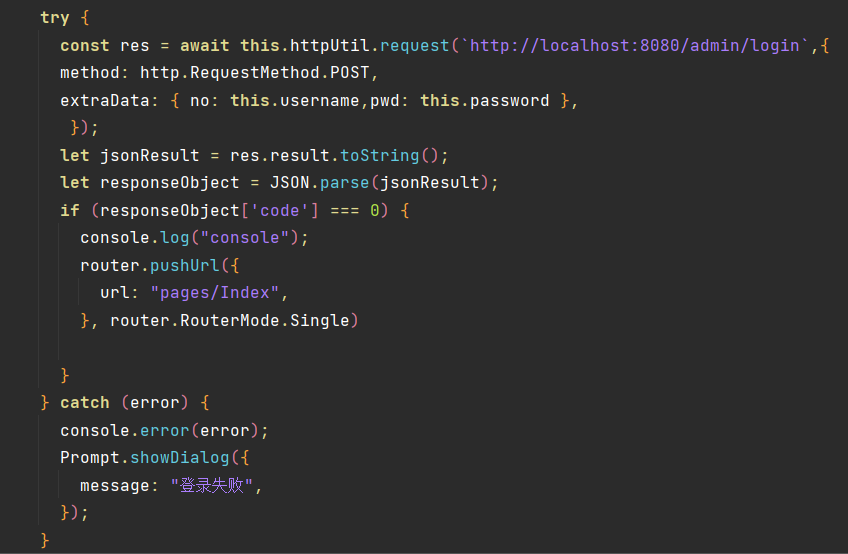 try {
const res = await this.httpUtil.request(`http://localhost:8080/admin/login`,{
method: http.RequestMethod.POST,
extraData: { no: this.username,pwd: this.password },
});
let jsonResult = res.result.toString();
let responseObject = JSON.parse(jsonResult);
if (responseObject['code'] === 0) {
console.log("console");
router.pushUrl({
url: "pages/Index",
}, router.RouterMode.Single)
}
} catch (error) {
console.error(error);
Prompt.showDialog({
message: "登录失败",
});
}